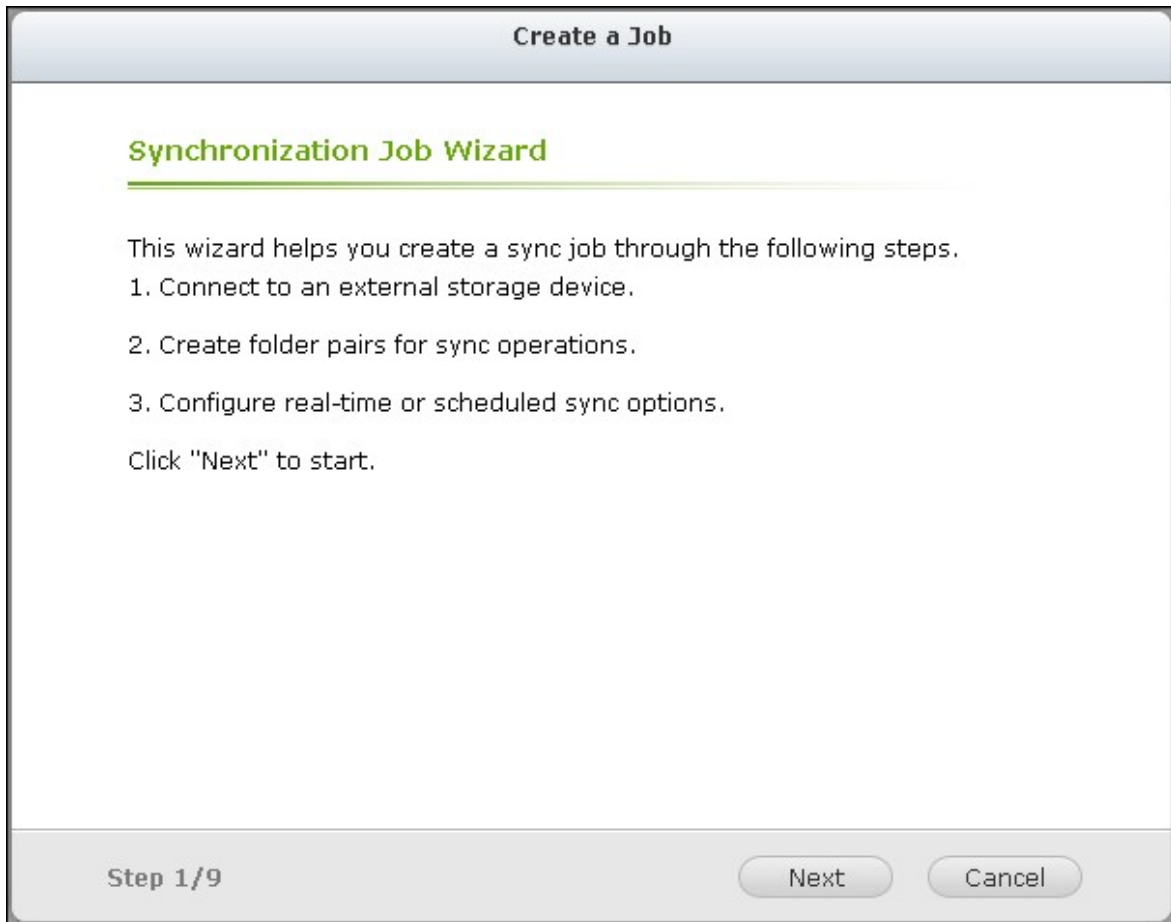 Create a Job
Synchronization Job Wizard
This wizard helps you create a sync job through the following steps.
1. Connect to an external storage device.
2. Create folder pairs for sync operations.
3. Configure real-time or scheduled sync options.
Click "Next" to start.
Step 1/9
Next
Cancel